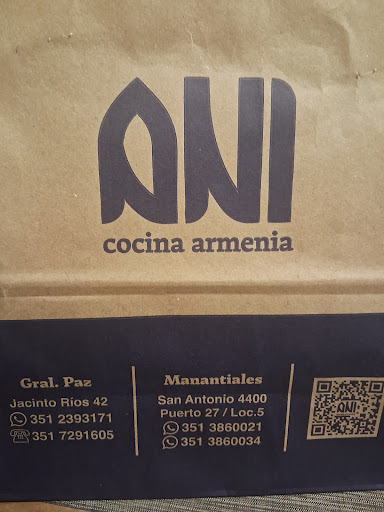 ANI
cocina armenia
Gral. Paz
Jacinto Ríos 42
351 2393171
351 7291605
Manantiales
San Antonio 4400
Puerto 27 / Loc.5
351 3860021
351 3860034
ANI